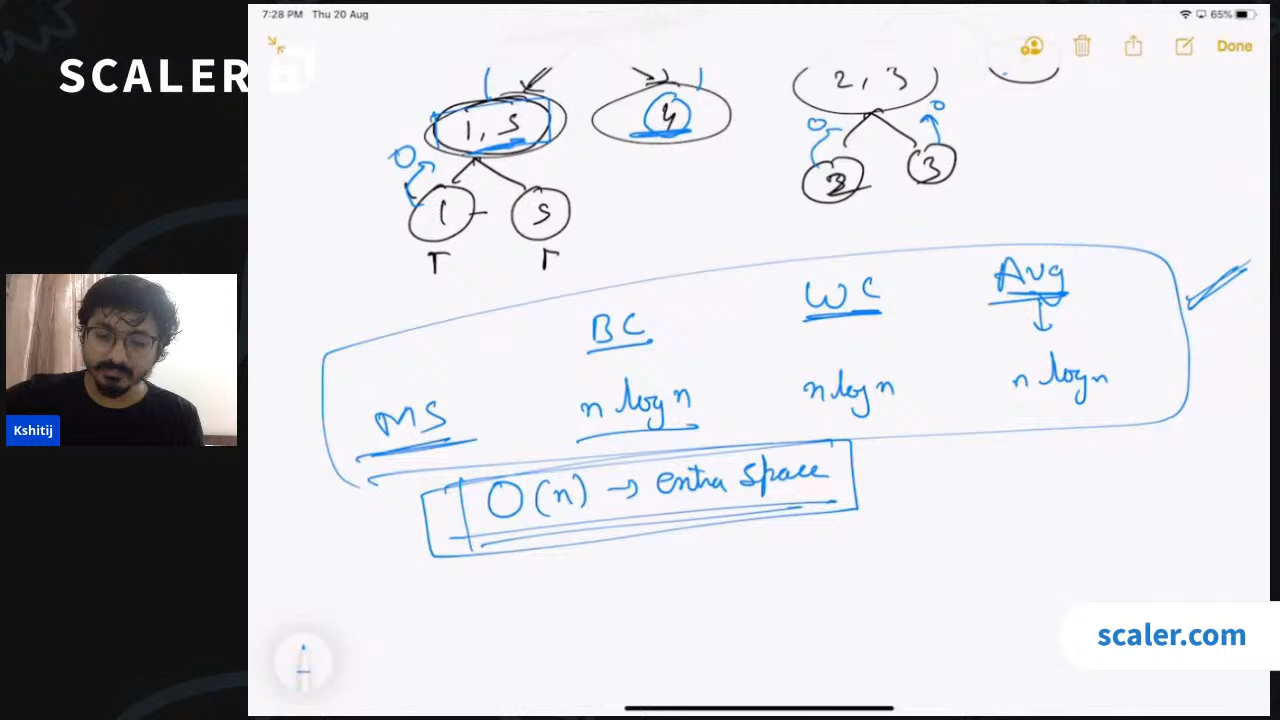 7:28 PM Thu 20 Aug
65%
Done
SCALER
2, 3
1, 5
4
0
0
0
2
3
1
5
T
T
Avg
WC
BC
MS
n log n
n log n
n log n
O(n) → extra space
Kshitij
scaler.com